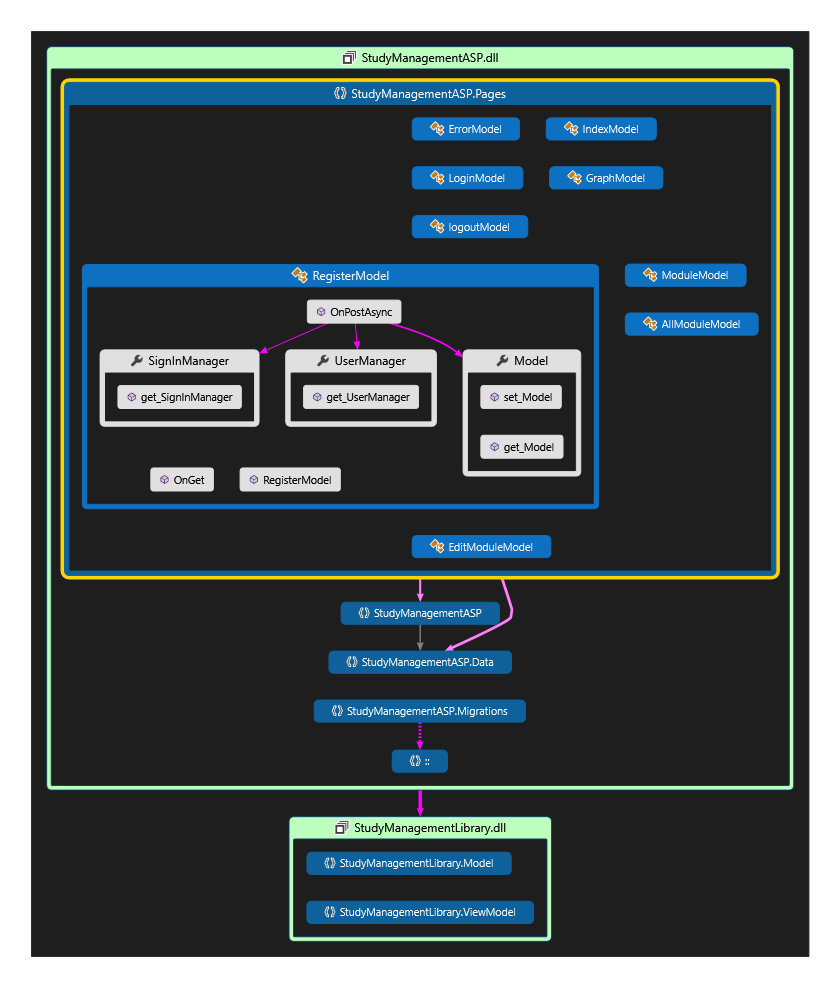 StudyManagementASP.dll
StudyManagementASP.Pages
ErrorModel
IndexModel
LoginModel
GraphModel
logoutModel
RegisterModel
ModuleModel
OnPostAsync
AllModuleModel
SignInManager
UserManager
Model
get_SignInManager
get_UserManager
set_Model
get_Model
OnGet
RegisterModel
EditModuleModel
StudyManagementASP
StudyManagementASP.Data
StudyManagementASP.Migrations
::
StudyManagementLibrary.dll
StudyManagementLibrary.Model
StudyManagementLibrary.ViewModel